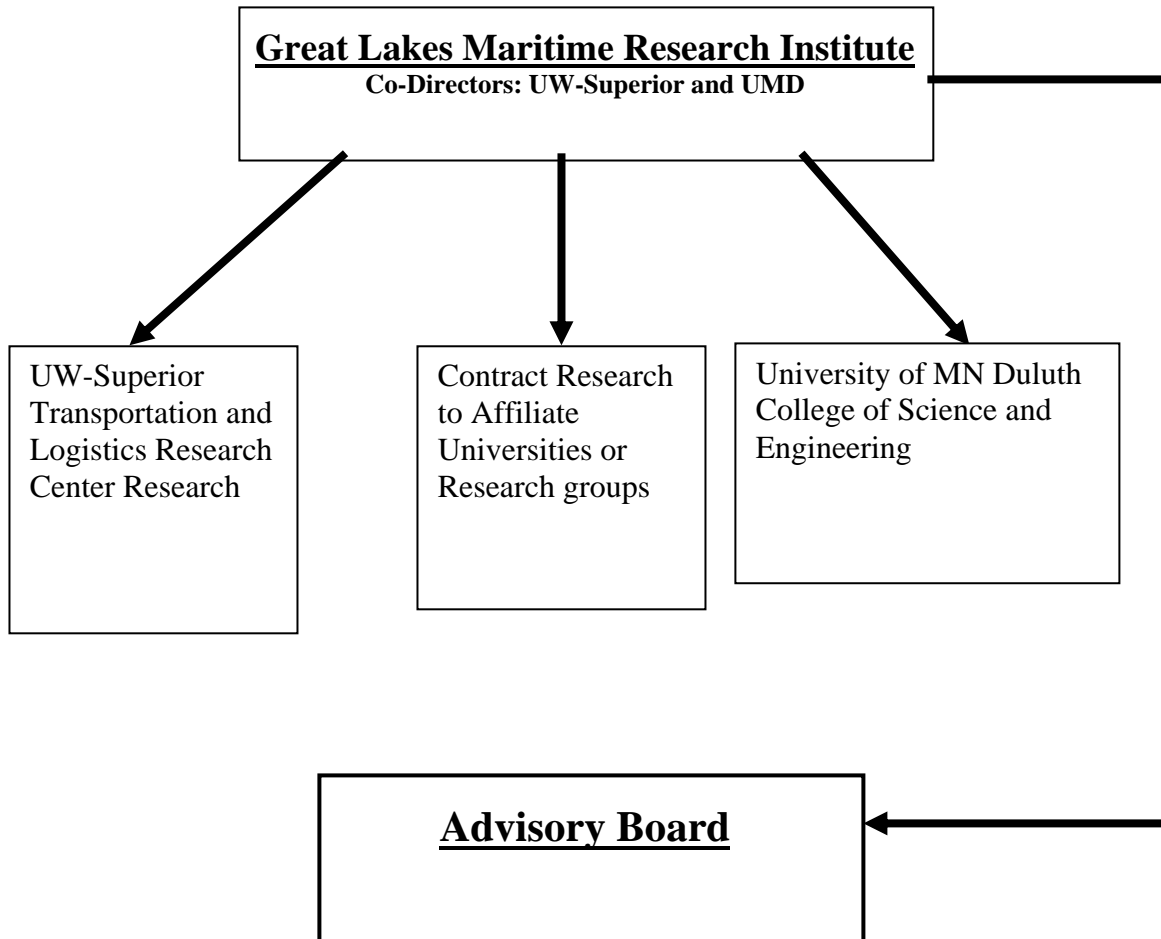 Great Lakes Maritime Research Institute
Co-Directors: UW-Superior and UMD
UW-Superior
Transportation and
Logistics Research
Center Research
Contract Research
to Affiliate
Universities or
Research groups
University of MN Duluth
College of Science and
Engineering
Advisory Board